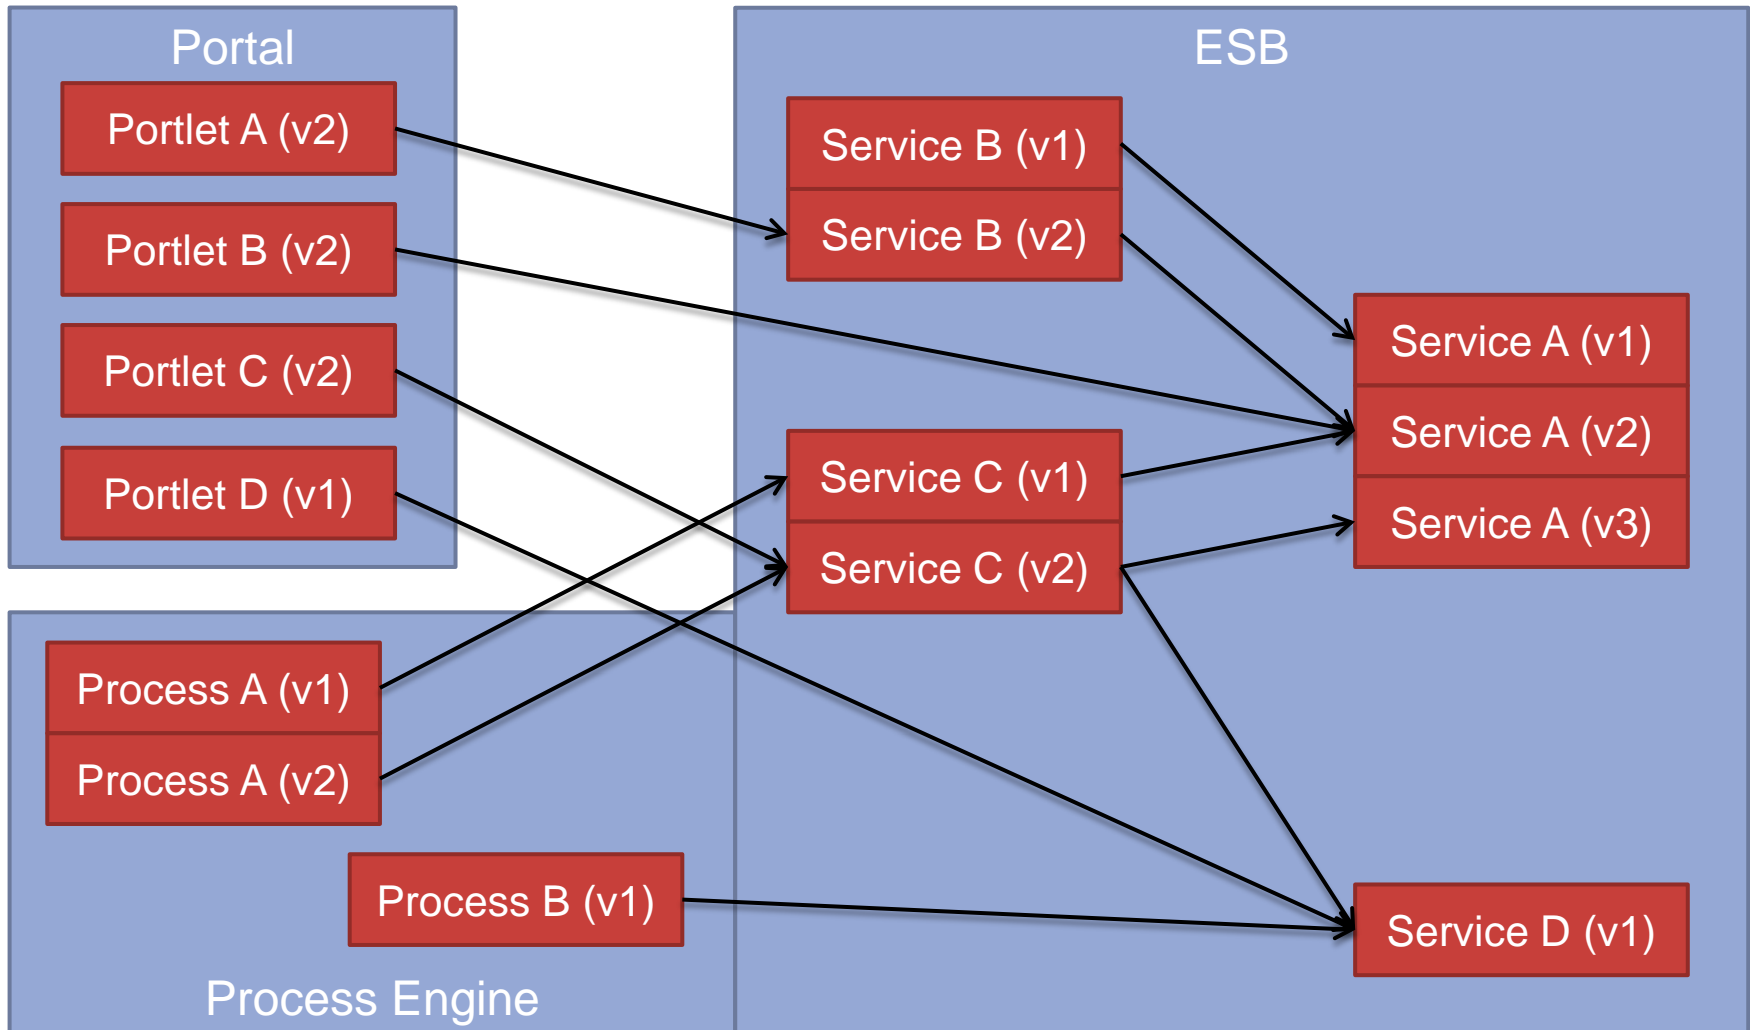 Portal
Portlet A (v2)
Portlet B (v2)
Portlet C (v2)
Portlet D (v1)
ESB
Service B (v1)
Service B (v2)
Service A (v1)
Service A (v2)
Service A (v3)
Service C (v1)
Service C (v2)
Service D (v1)
Process A (v1)
Process A (v2)
Process B (v1)
Process Engine